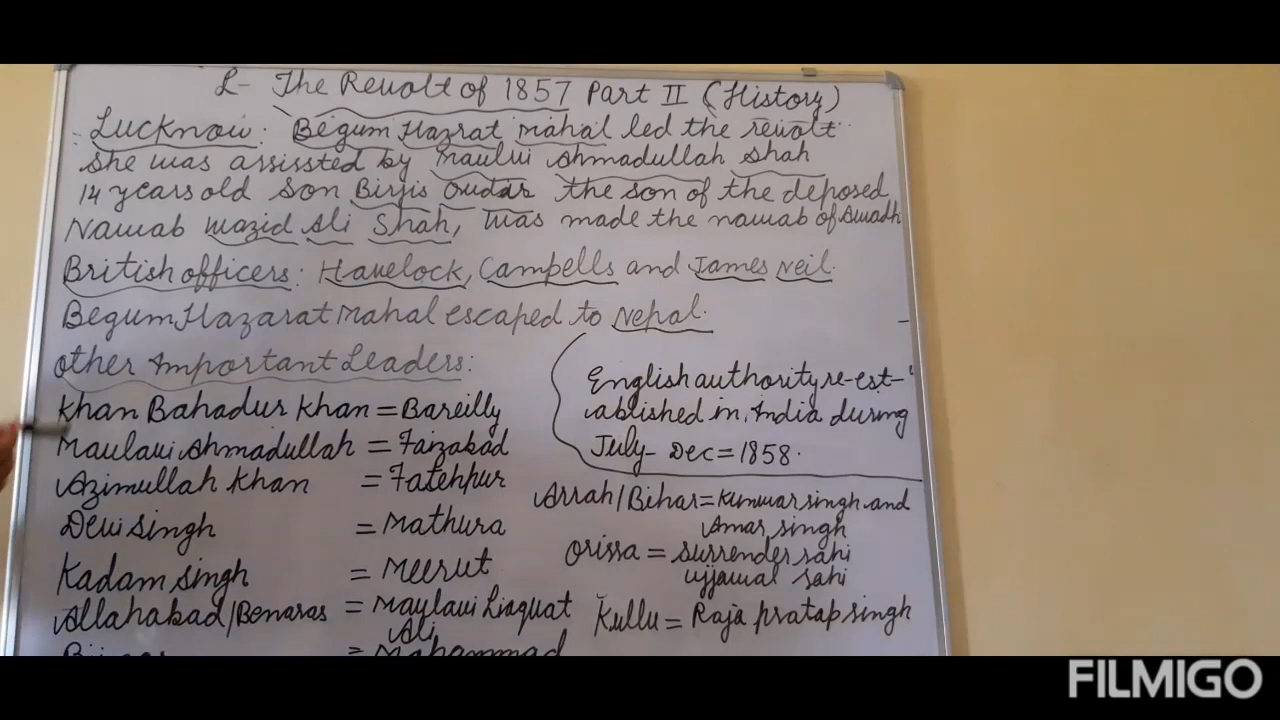 L- The Revolt of 1857 Part II (History)
Lucknow: Begum Hazrat Mahal led the revolt
She was assissted by Maulvi Ahmadullah Shah
14 years old son Birjis Qudar the son of the deposed
Nawab Wazid Ali Shah, was made the nawab of Awadh
British officers: Havelock, Campells and James Neil.
Begum Hazarat Mahal escaped to Nepal.
Other Important Leaders:
Khan Bahadur Khan = Bareilly
Maulavi Ahmadullah = Faizabad
Azimullah Khan = Fatehpur
Devi Singh = Mathura
Kadam Singh = Meerut
Allahabad/Benaras = Maylavi Liaquat
Ali
= Mohammad
English authority re-est-
ablished in India during
July- Dec = 1858.
Arrah/Bihar = Kunwar singh and
Amar singh
Orissa = Surrender sahi
ujjawal sahi
Kullu = Raja pratap singh
FILMIGO